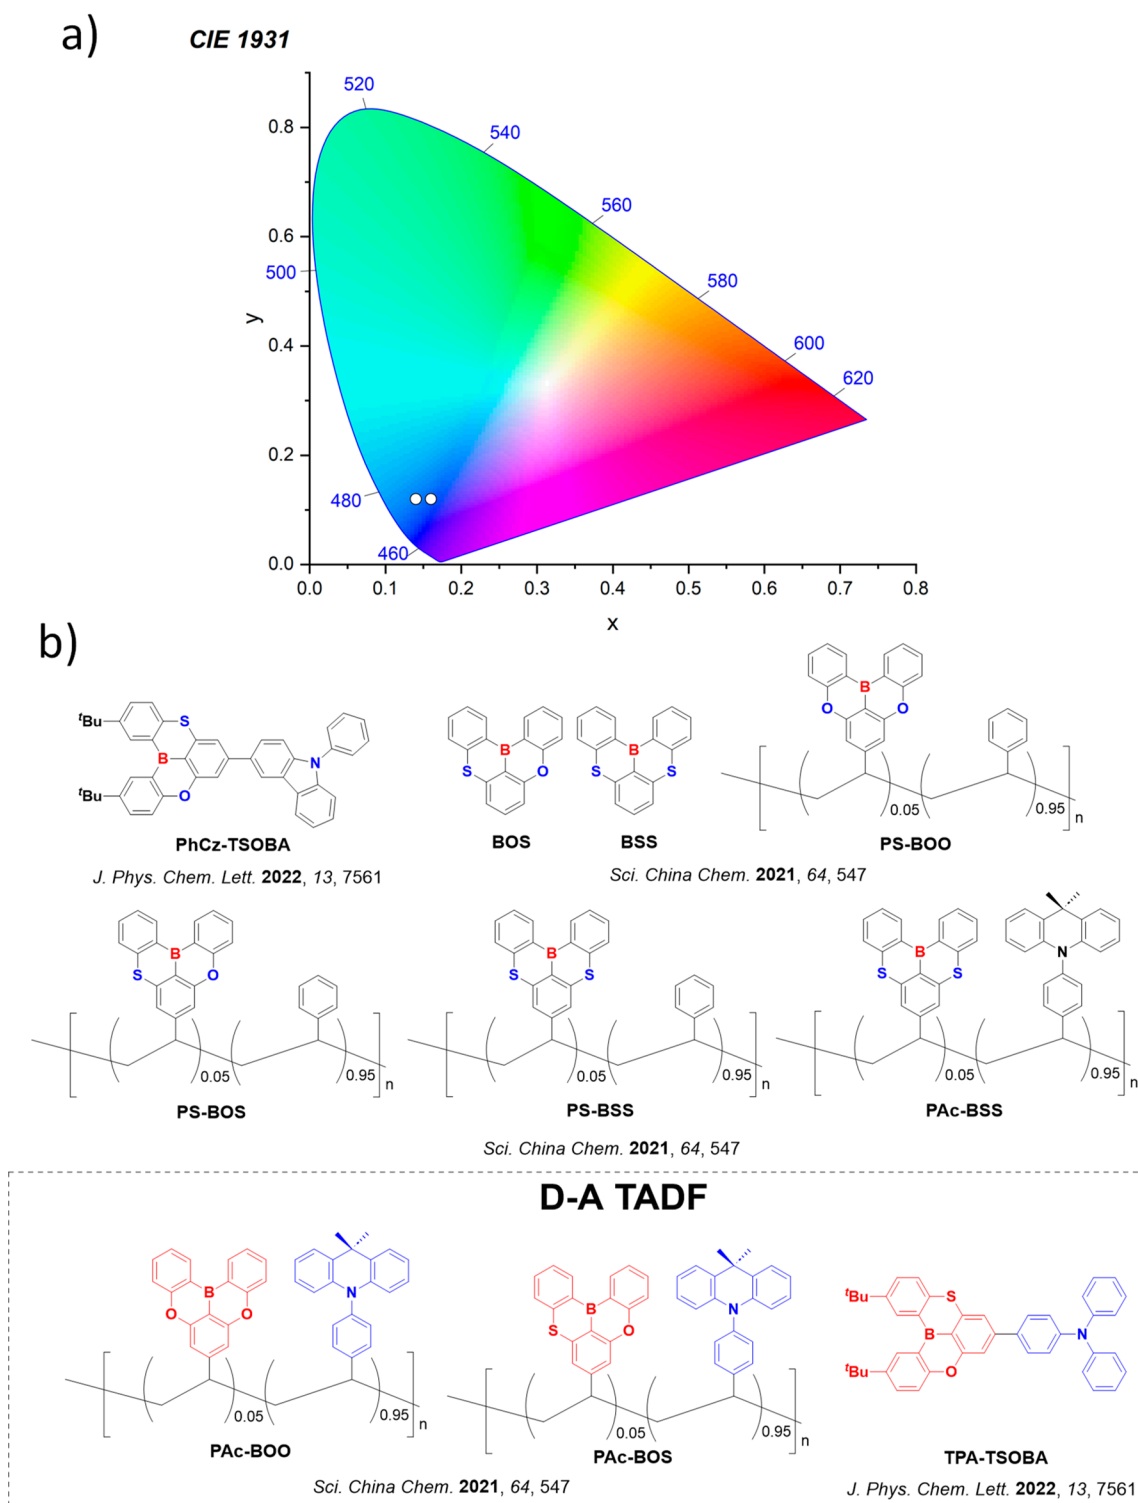 a)
CIE 1931
520
540
560
580
600
620
500
480
460
0.8
0.6
0.4
0.2
0.0
y
0.0 0.1 0.2 0.3 0.4 0.5 0.6 0.7 0.8
x
b)
tBu
S
B
N
tBu
O
PhCz-TSOBA
J. Phys. Chem. Lett. 2022, 13, 7561
B
S O
BOS
B
S S
BSS
B
O O
0.05 0.95 n
PS-BOO
Sci. China Chem. 2021, 64, 547
B
S O
0.05 0.95 n
PS-BOS
B
S S
0.05 0.95 n
PS-BSS
B
S S
N
0.05 0.95 n
PAc-BSS
Sci. China Chem. 2021, 64, 547
D-A TADF
B
O O
N
0.05 0.95 n
PAc-BOO
B
S O
N
0.05 0.95 n
PAc-BOS
Sci. China Chem. 2021, 64, 547
tBu
S
B
N
tBu
O
TPA-TSOBA
J. Phys. Chem. Lett. 2022, 13, 7561